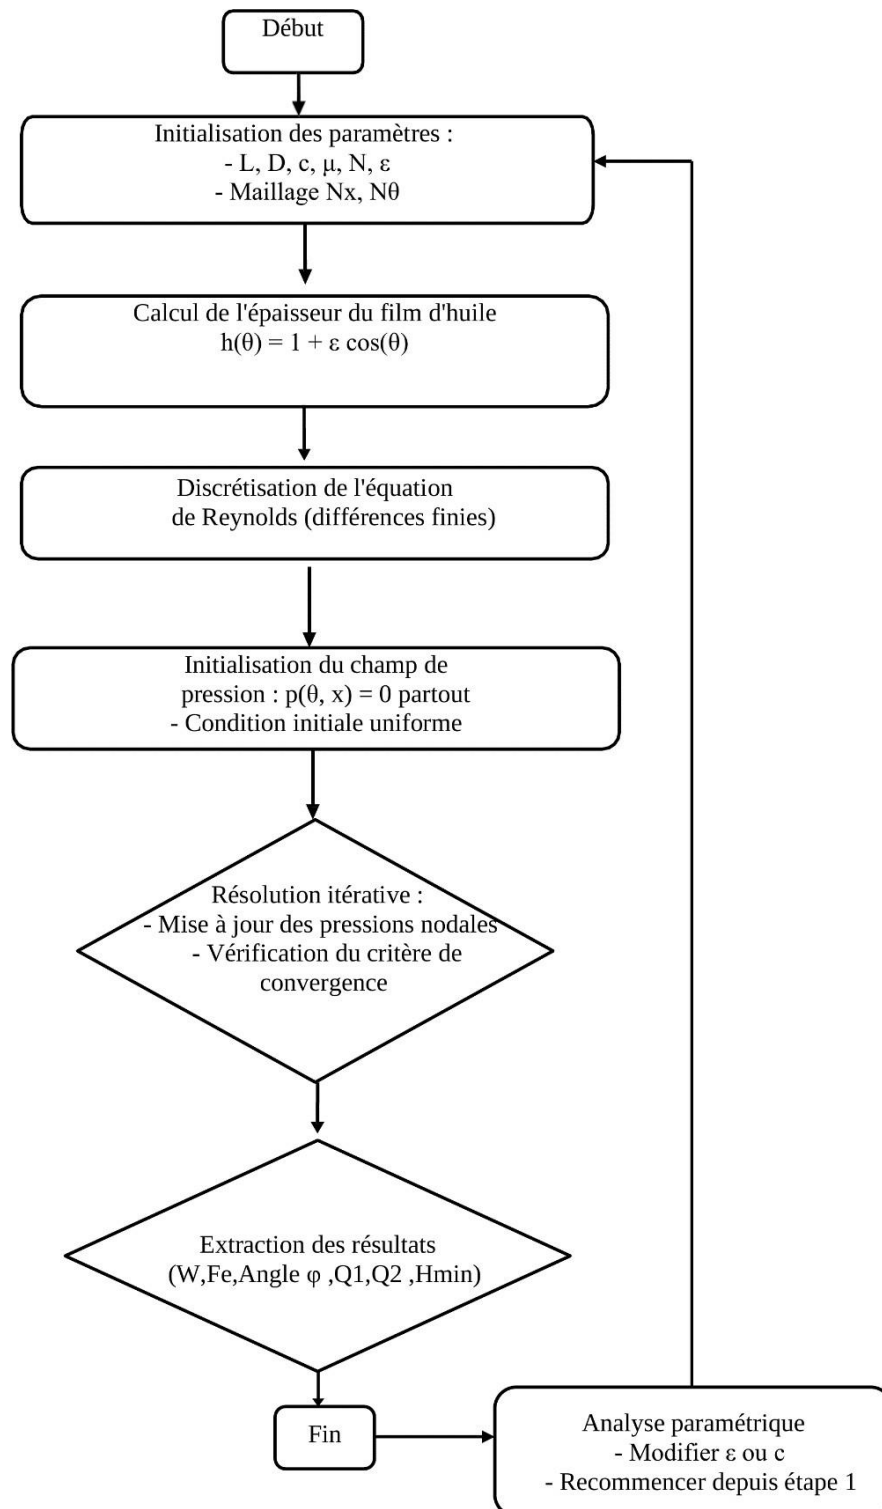 Début
Initialisation des paramètres :
- L, D, c, μ, N, ε
- Maillage Nx, Nθ
Calcul de l'épaisseur du film d'huile
h(θ) = 1 + ε cos(θ)
Discrétisation de l'équation
de Reynolds (différences finies)
Initialisation du champ de
pression : p(θ, x) = 0 partout
- Condition initiale uniforme
Résolution itérative :
- Mise à jour des pressions nodales
- Vérification du critère de
convergence
Extraction des résultats
(W,Fe,Angle φ ,Q1,Q2 ,Hmin)
Fin
Analyse paramétrique
- Modifier ε ou c
- Recommencer depuis étape 1